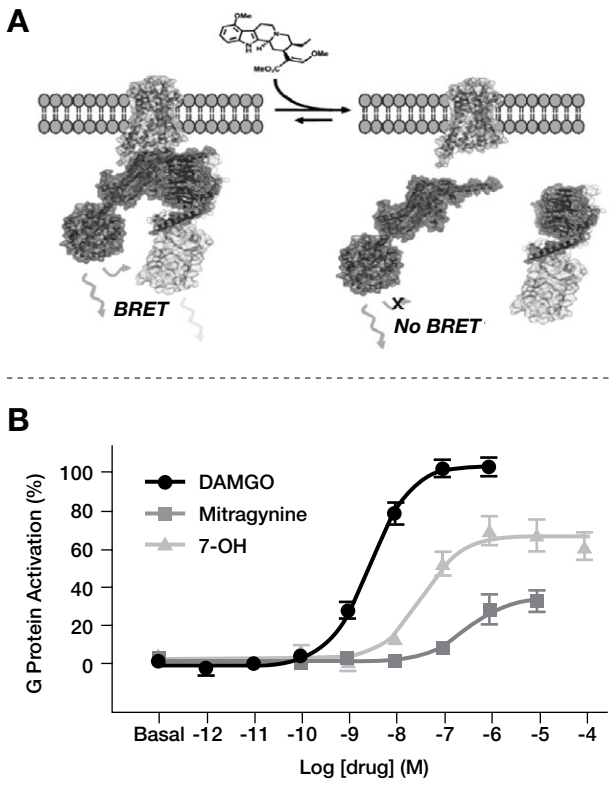 A
OMe
N
NH
H
OMe
MeO₂C
BRET
X
No BRET
B
G Protein Activation (%)
100
80
60
40
20
0
DAMGO
Mitragynine
7-OH
Basal -12 -11 -10 -9 -8 -7 -6 -5 -4
Log [drug] (M)